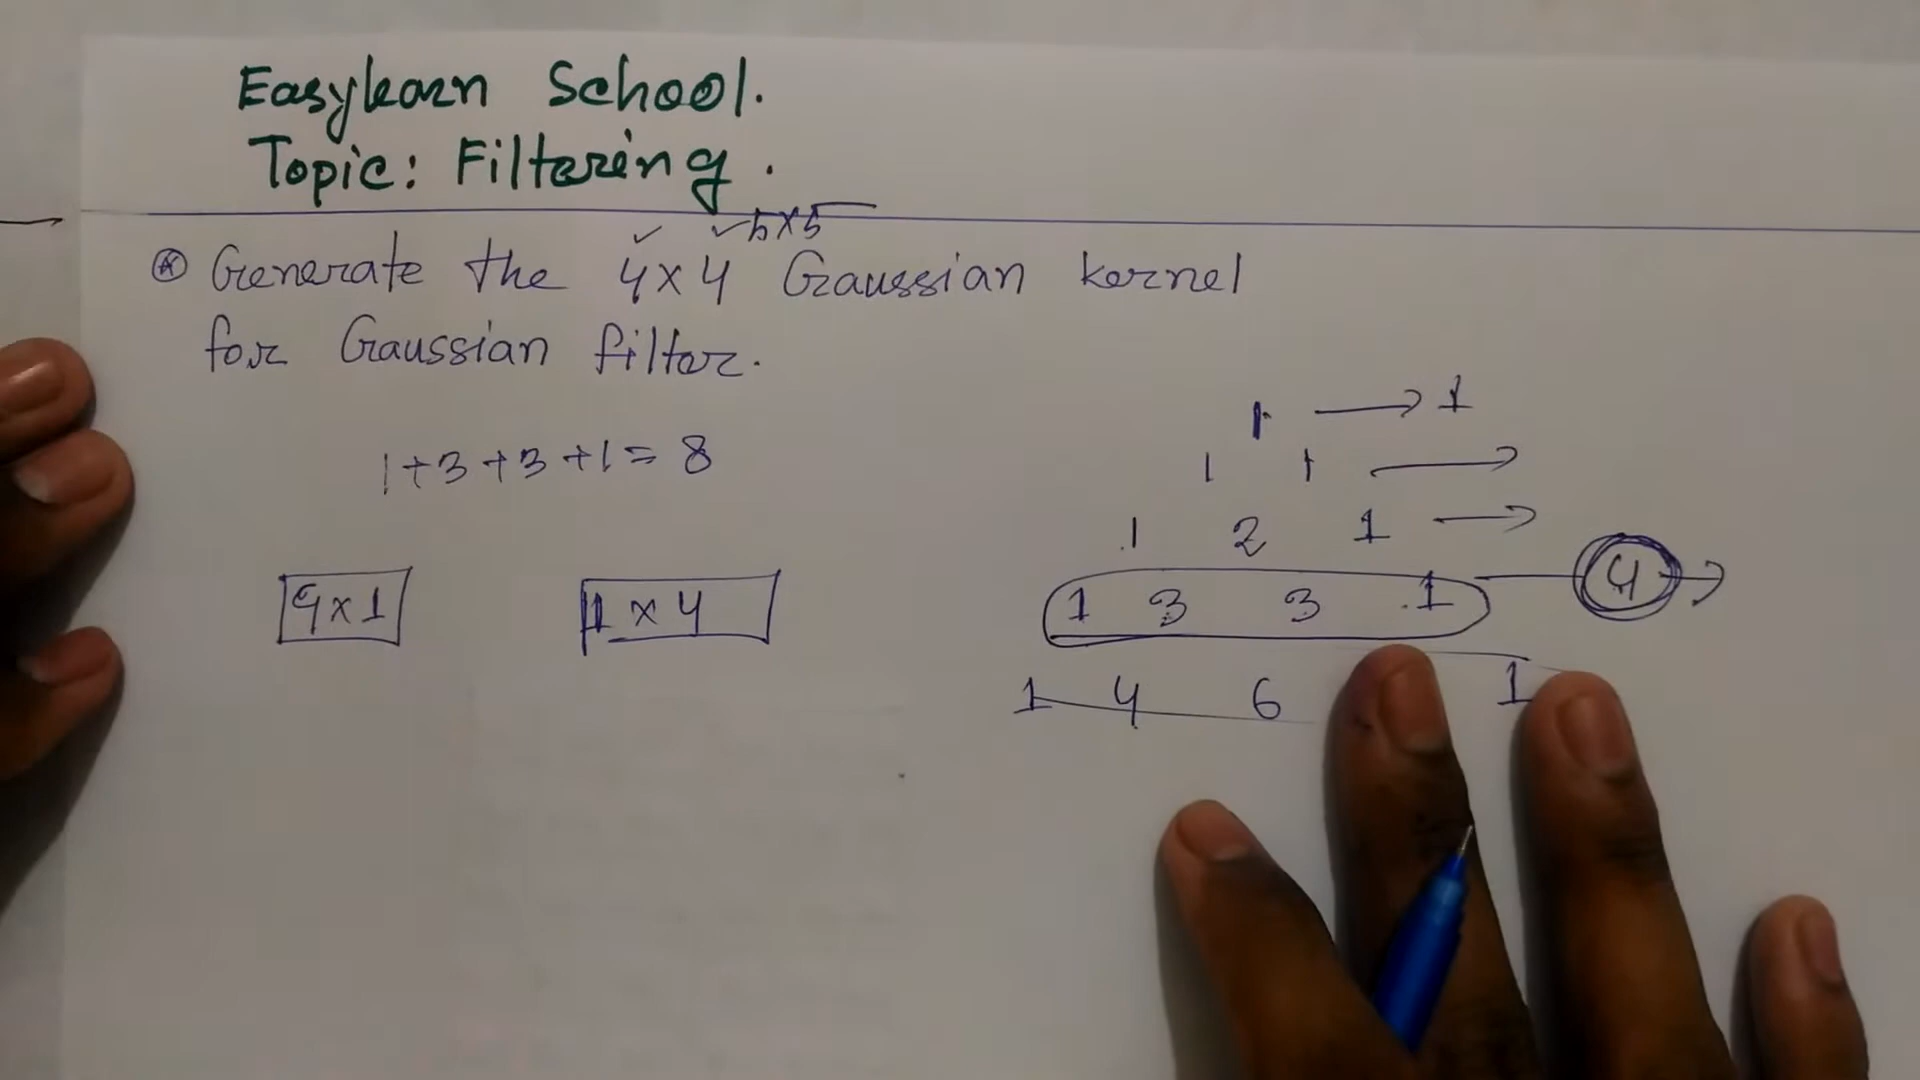 Easylearn School.
Topic: Filtering.
5x5
Generate the 4x4 Gaussian kernel
for Gaussian filter.
1 → 1
1 1 →
1+3+3+1= 8
1 2 1 →
4x1 1x4
1 3 3 1 4 →
1 4 6 1